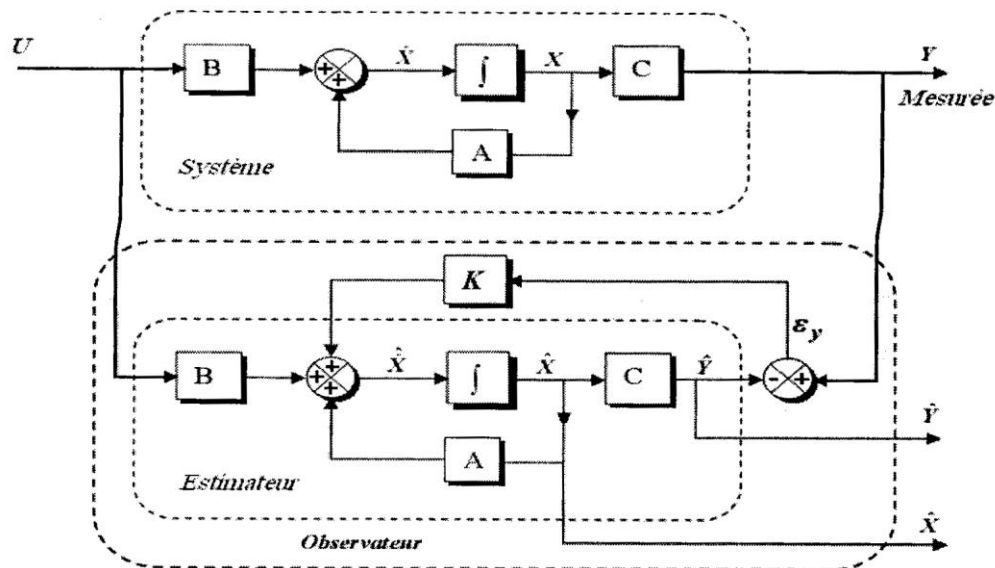 U
B
+
+
Ẋ
∫
X
C
Y
Mesurée
A
Système
K
ε_y
B
+
+
+
X̂̇
∫
X̂
C
Ŷ
-
+
Ŷ
A
Estimateur
Observateur
X̂